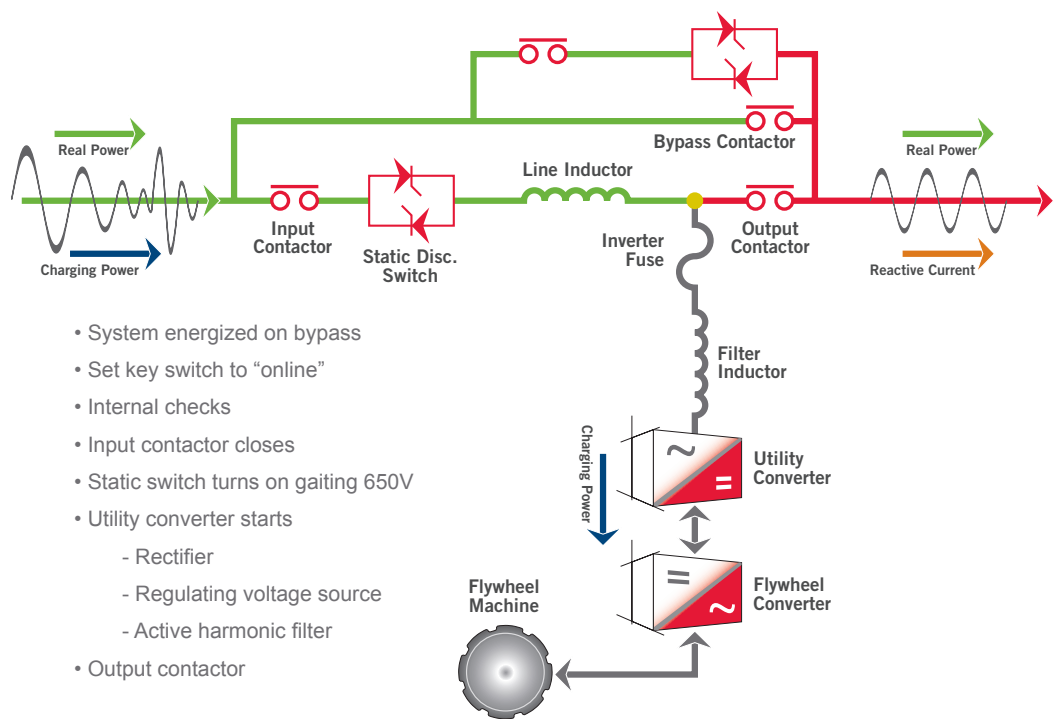 Real Power
Charging Power
Input
Contactor
Static Disc.
Switch
Line Inductor
Bypass Contactor
Inverter
Fuse
Output
Contactor
Real Power
Reactive Current
Filter
Inductor
Charging Power
Utility
Converter
Flywheel
Converter
Flywheel
Machine
• System energized on bypass
• Set key switch to “online”
• Internal checks
• Input contactor closes
• Static switch turns on gaiting 650V
• Utility converter starts
- Rectifier
- Regulating voltage source
- Active harmonic filter
• Output contactor